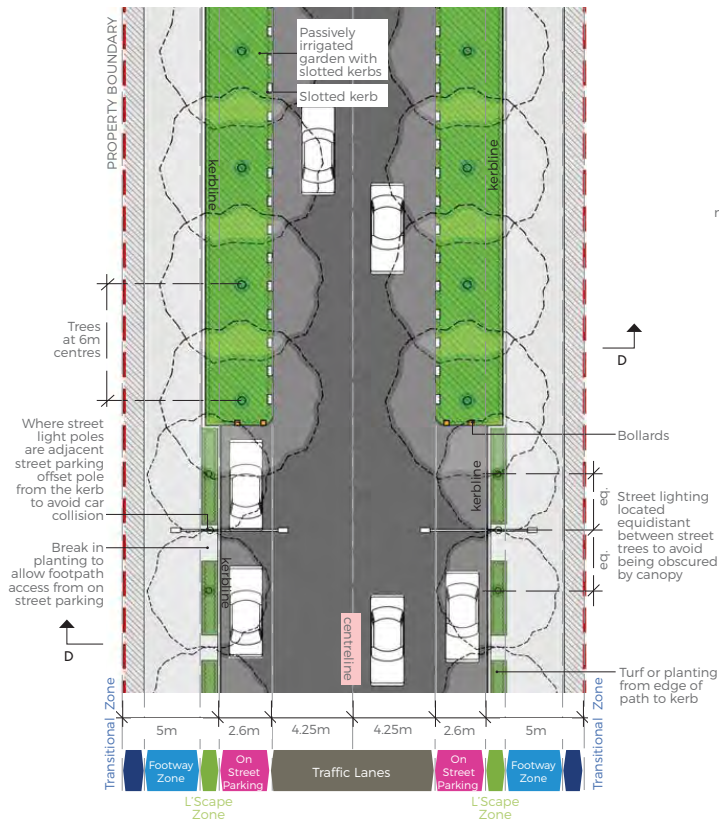 PROPERTY BOUNDARY
Passively
irrigated
garden with
slotted kerbs
Slotted kerb
kerbline
kerbline
r
Trees
at 6m
centres
D
Where street
light poles
are adjacent
street parking
offset pole
from the kerb
to avoid car
collision
Bollards
kerbline
eq.
eq.
Street lighting
located
equidistant
between street
trees to avoid
being obscured
by canopy
Break in
planting to
allow footpath
access from on
street parking
kerbline
centreline
D
Turf or planting
from edge of
path to kerb
Transitional Zone
Transitional Zone
5m
2.6m
4.25m
4.25m
2.6m
5m
Footway
Zone
On
Street
Parking
Traffic Lanes
On
Street
Parking
Footway
Zone
L'Scape
Zone
L'Scape
Zone